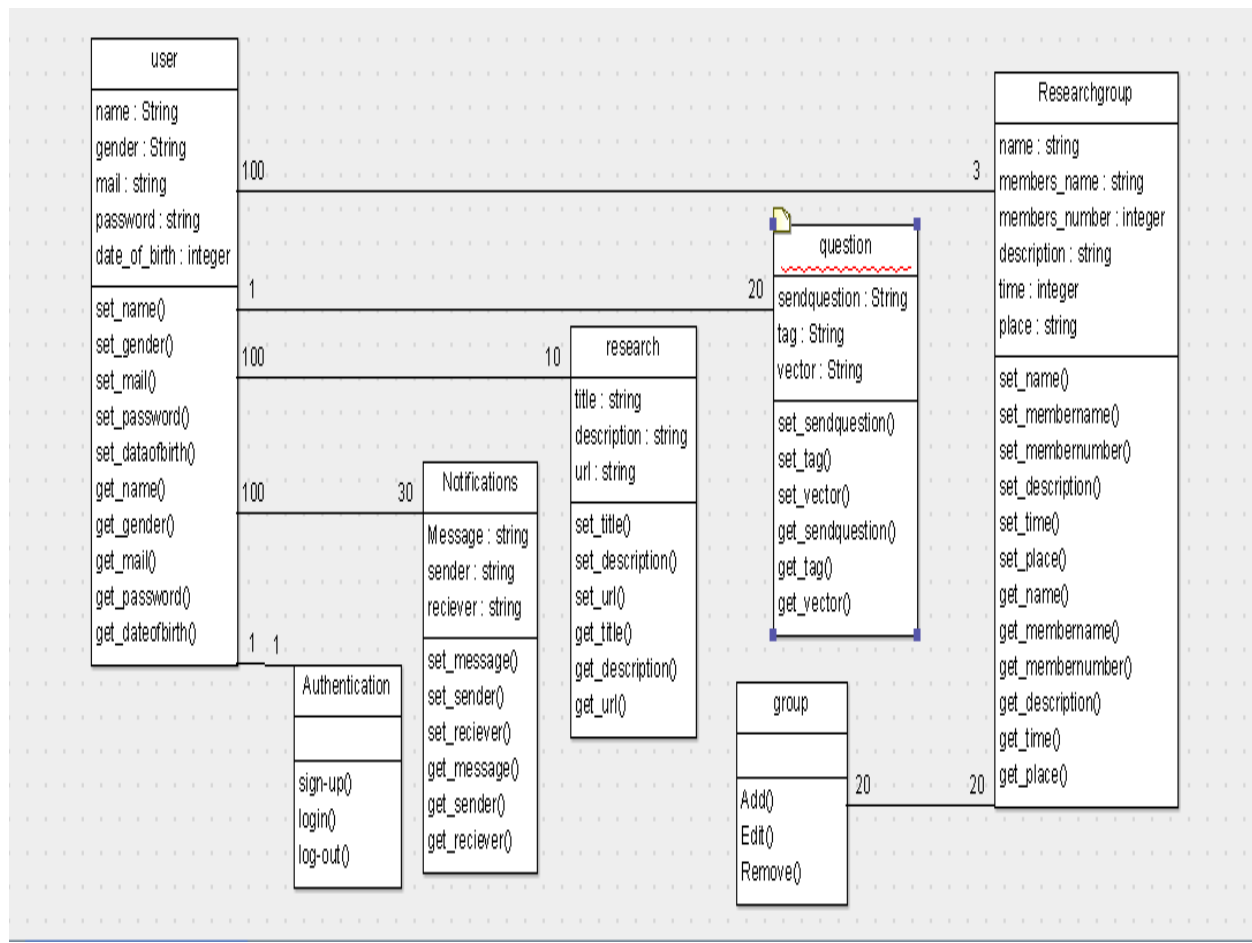 user
name : String
gender : String
mail : string
password : string
date_of_birth : integer
set_name()
set_gender()
set_mail()
set_password()
set_dataofbirth()
get_name()
get_gender()
get_mail()
get_password()
get_dateofbirth()
100
3
1
20
100
10
100
30
1
1
Authentication
sign-up()
login()
log-out()
Notifications
Message : string
sender : string
reciever : string
set_message()
set_sender()
set_reciever()
get_message()
get_sender()
get_reciever()
research
title : string
description : string
url : string
set_title()
set_description()
set_url()
get_title()
get_description()
get_url()
question
sendquestion : String
tag : String
vector : String
set_sendquestion()
set_tag()
set_vector()
get_sendquestion()
get_tag()
get_vector()
group
Add()
Edit()
Remove()
20
20
Researchgroup
name : string
members_name : string
members_number : integer
description : string
time : integer
place : string
set_name()
set_membername()
set_membernumber()
set_description()
set_time()
set_place()
get_name()
get_membername()
get_membernumber()
get_description()
get_time()
get_place()